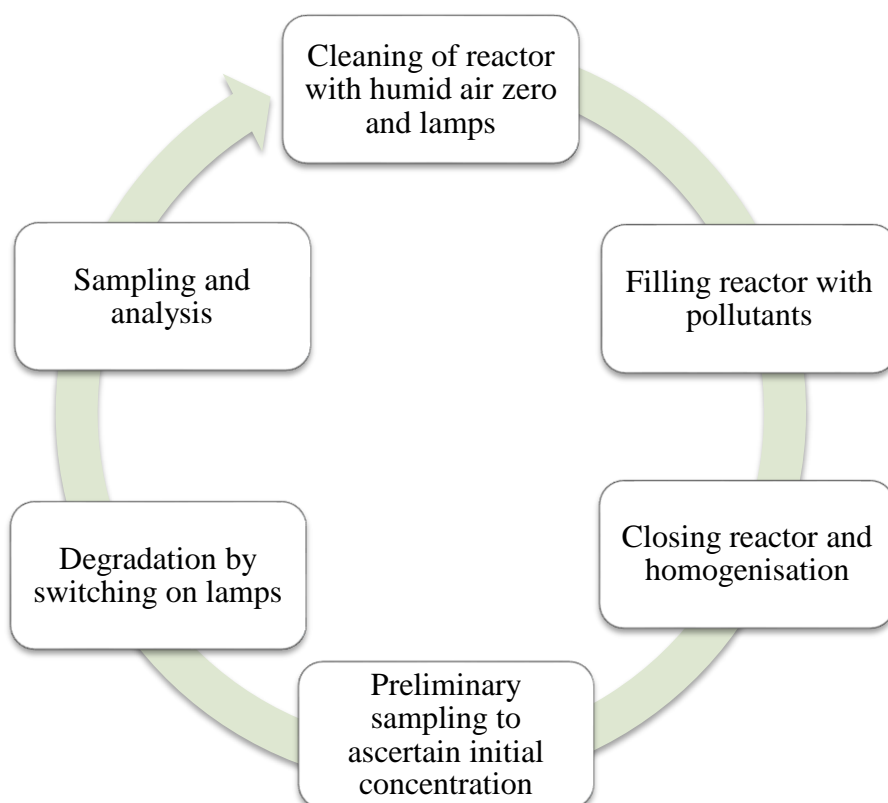 Cleaning of reactor
with humid air zero
and lamps
Filling reactor with
pollutants
Closing reactor and
homogenisation
Preliminary
sampling to
ascertain initial
concentration
Degradation by
switching on lamps
Sampling and
analysis